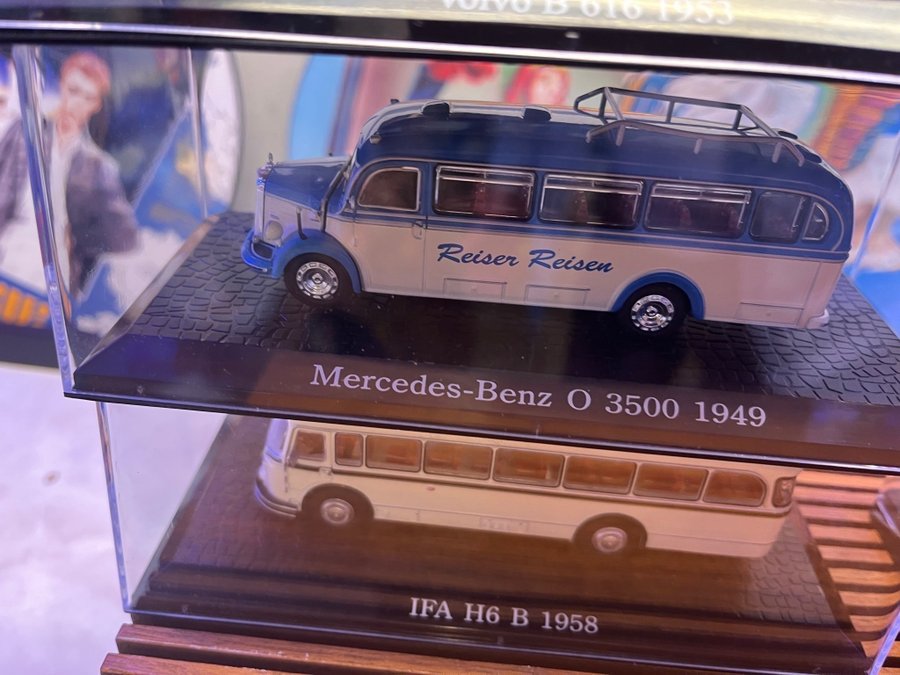 Volvo B 616 1953
Reiser Reisen
Mercedes-Benz O 3500 1949
IFA H6 B 1958